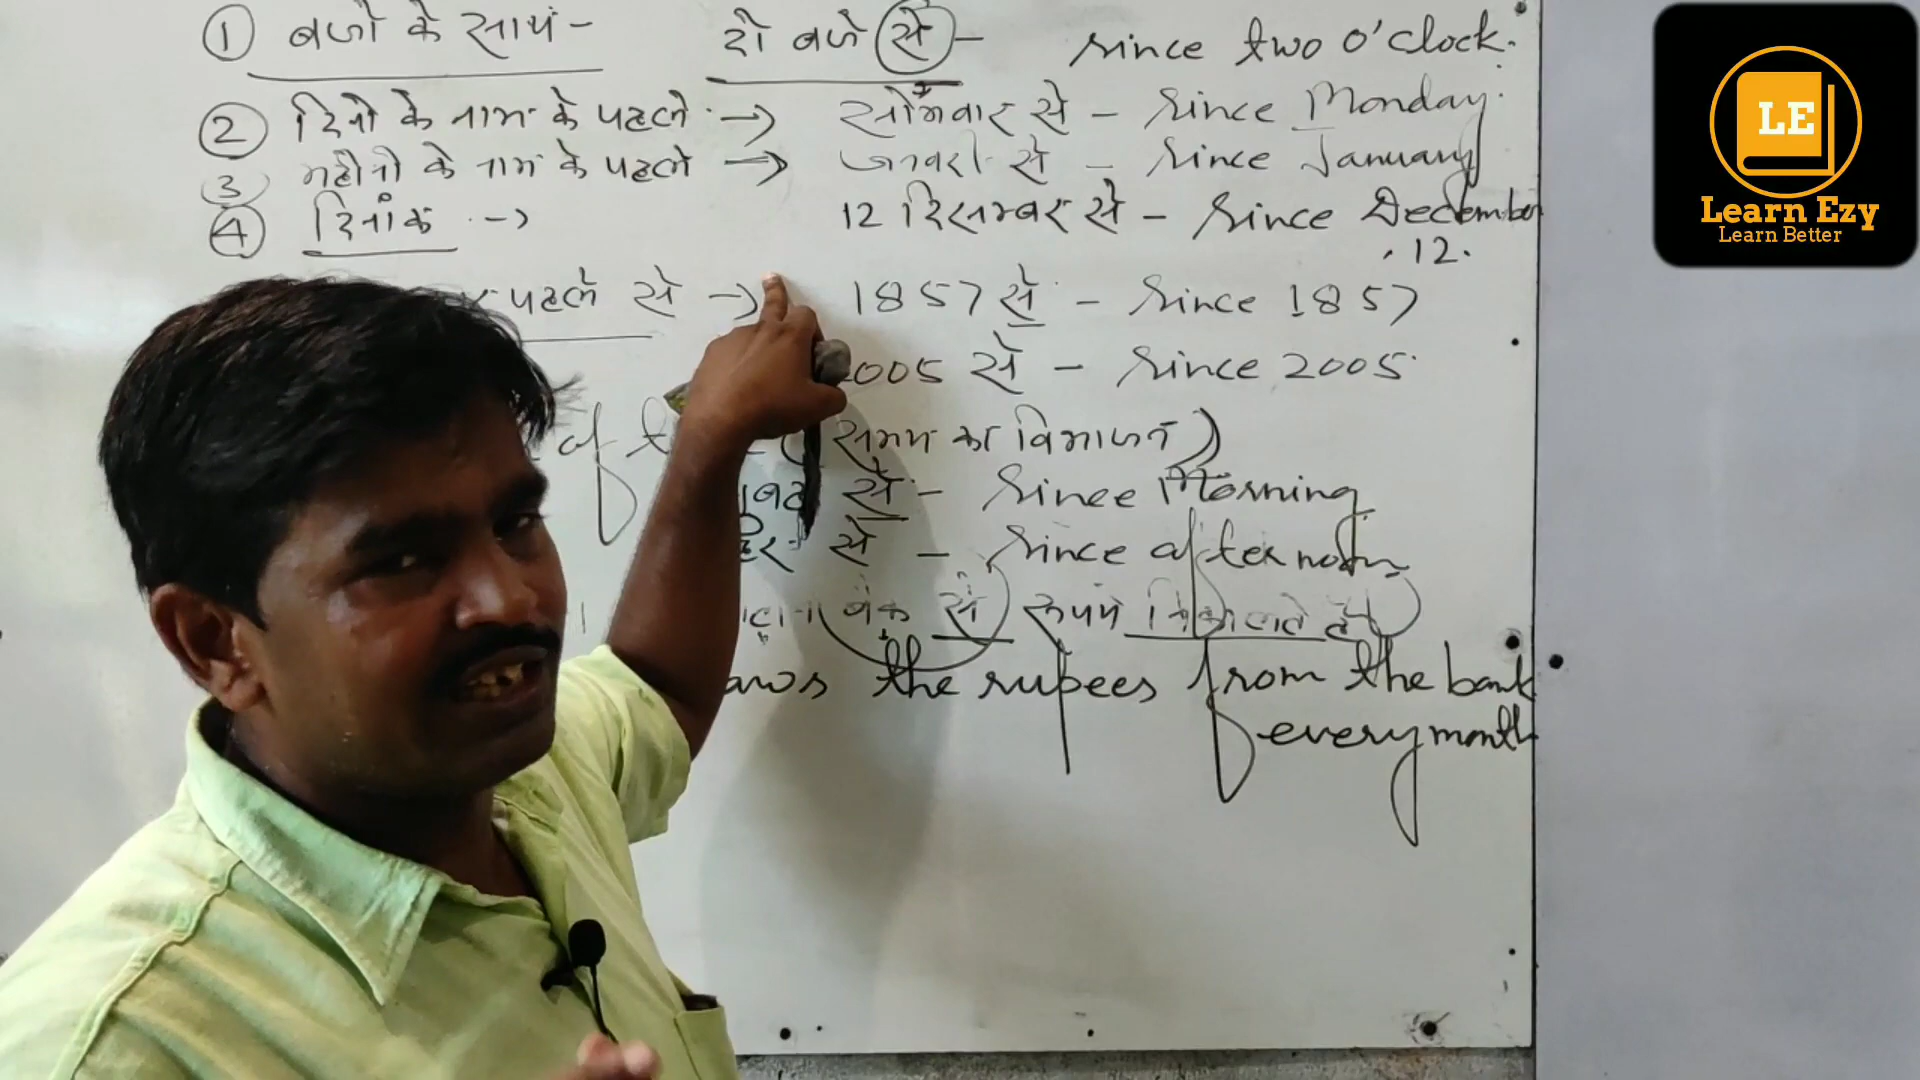 ① बजो के साथ - दो बजे से - since two o'clock.
② दिनो के नाम के पहले → सोमवार से - since Monday.
③ महीनो के नाम के पहले → जनवरी से - since January
④ दिनांक → 12 दिसम्बर से - since December
12.
पहले से → 1857 से - since 1857
2005 से - since 2005
of (समय का विभाजन)
से - since Morning
से - since afternoon
बैंक से रूपये निकालते है
the rupees from the bank
every month
LE
Learn Ezy
Learn Better